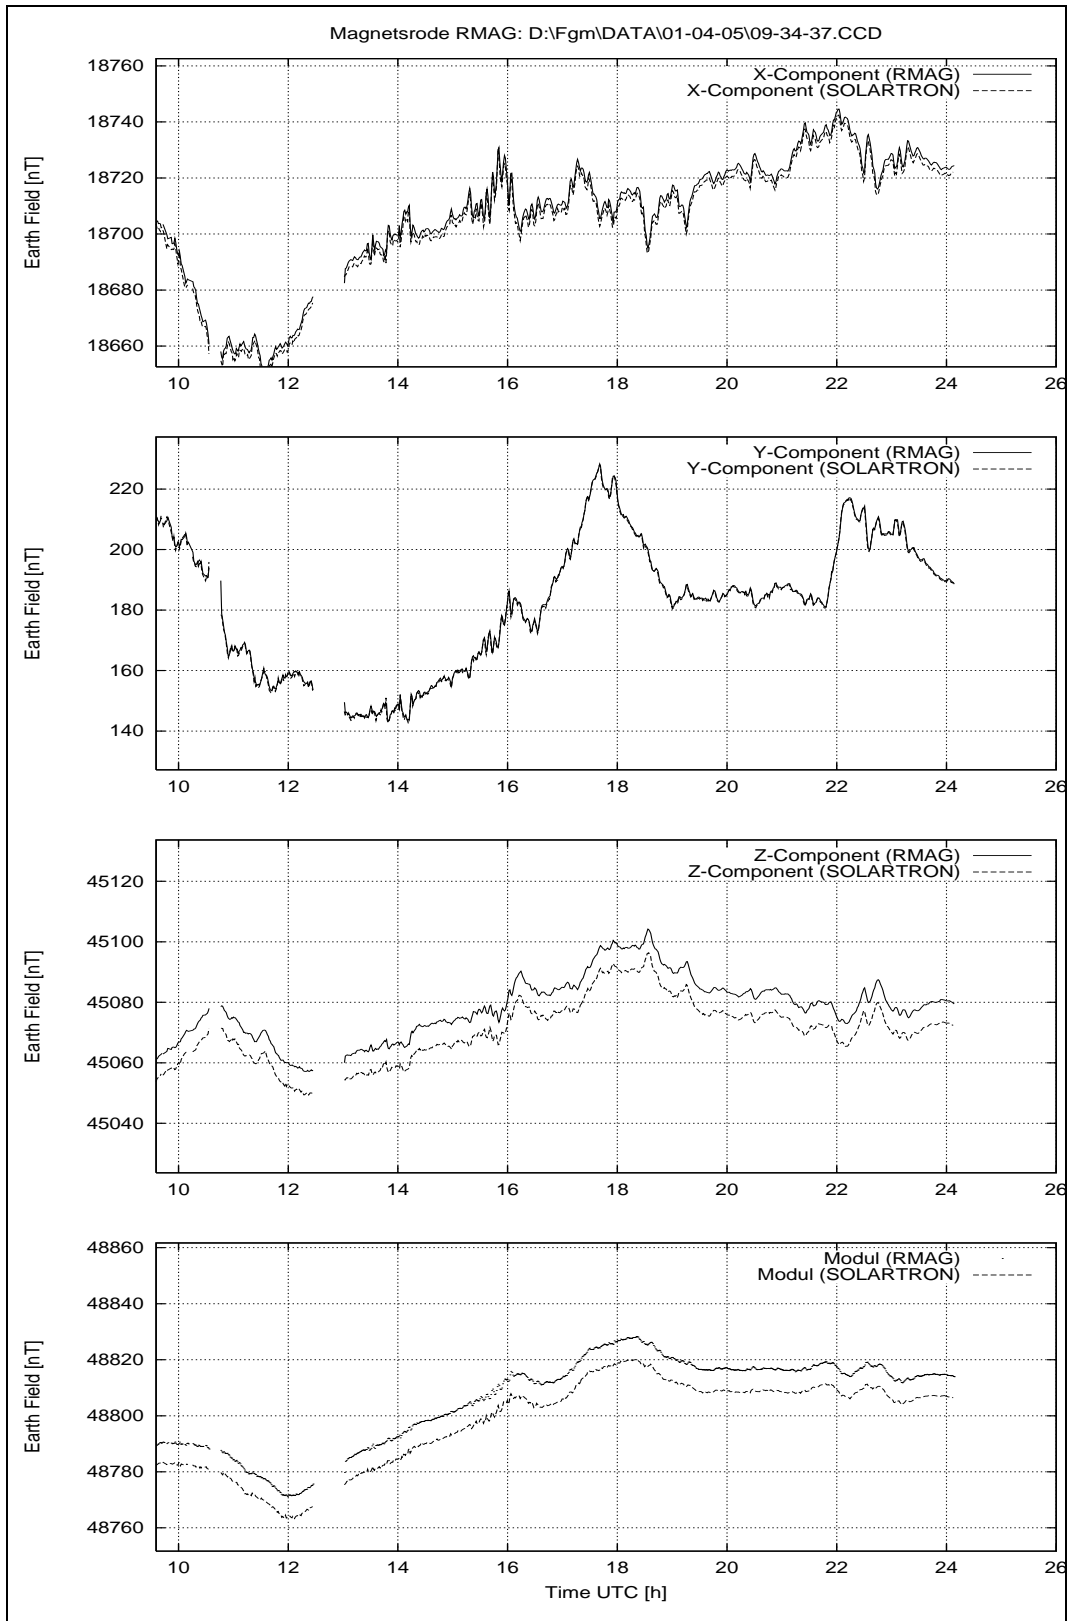 Magnetsrode RMAG: D:\Fgm\DATA\01-04-05\09-34-37.CCD
X-Component (RMAG)
X-Component (SOLARTRON)
Earth Field [nT]
18760
18740
18720
18700
18680
18660
10 12 14 16 18 20 22 24 26
Y-Component (RMAG)
Y-Component (SOLARTRON)
Earth Field [nT]
220
200
180
160
140
10 12 14 16 18 20 22 24 26
Z-Component (RMAG)
Z-Component (SOLARTRON)
Earth Field [nT]
45120
45100
45080
45060
45040
10 12 14 16 18 20 22 24 26
Modul (RMAG)
Modul (SOLARTRON)
Earth Field [nT]
48860
48840
48820
48800
48780
48760
10 12 14 16 18 20 22 24 26
Time UTC [h]